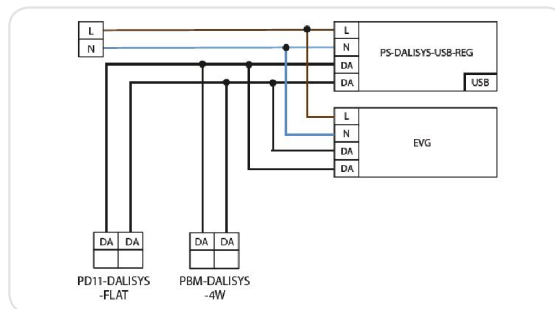 L
N
L
N
DA
DA
PS-DALISYS-USB-REG
USB
L
N
DA
DA
EVG
DA DA
DA DA
PD11-DALISYS
-FLAT
PBM-DALISYS
-4W